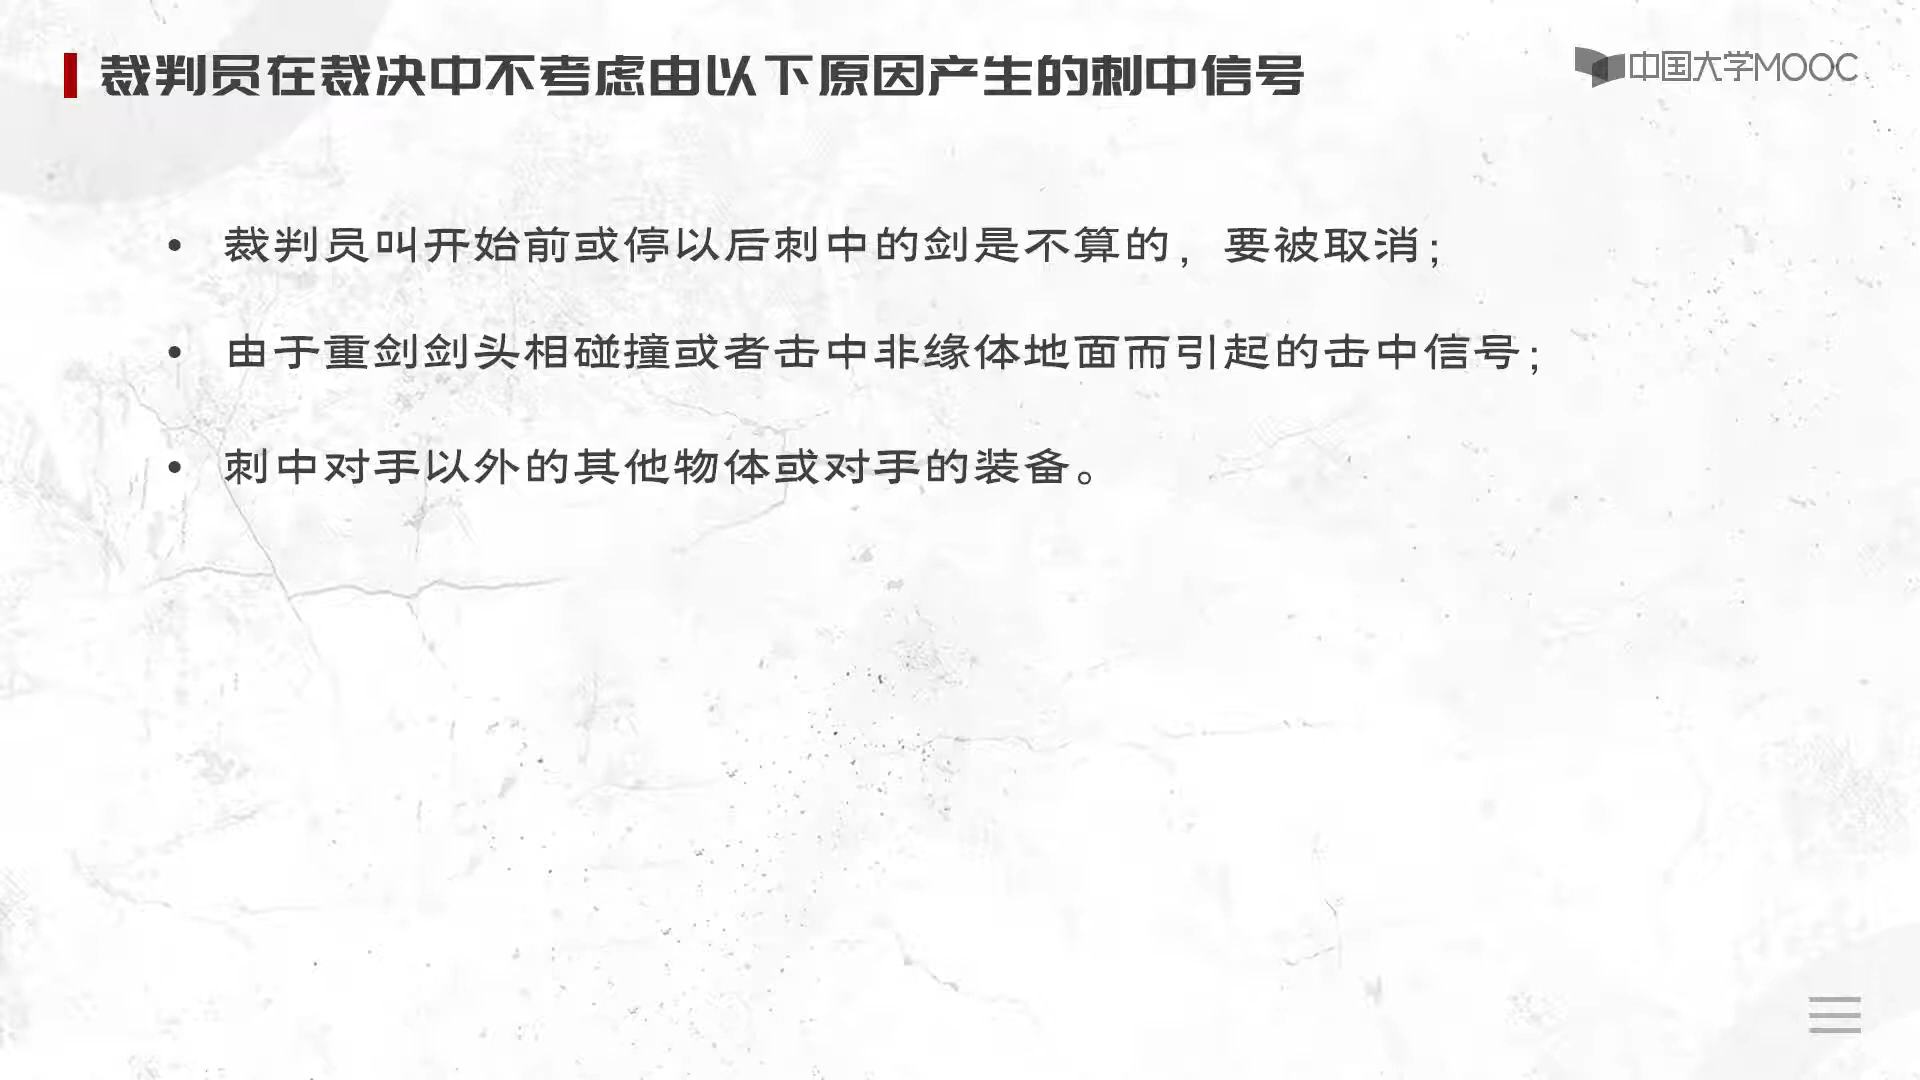 裁判员在裁决中不考虑由以下原因产生的刺中信号
中国大学MOOC
• 裁判员叫开始前或停以后刺中的剑是不算的，要被取消；
• 由于重剑剑头相碰撞或者击中非缘体地面而引起的击中信号；
• 刺中对手以外的其他物体或对手的装备。